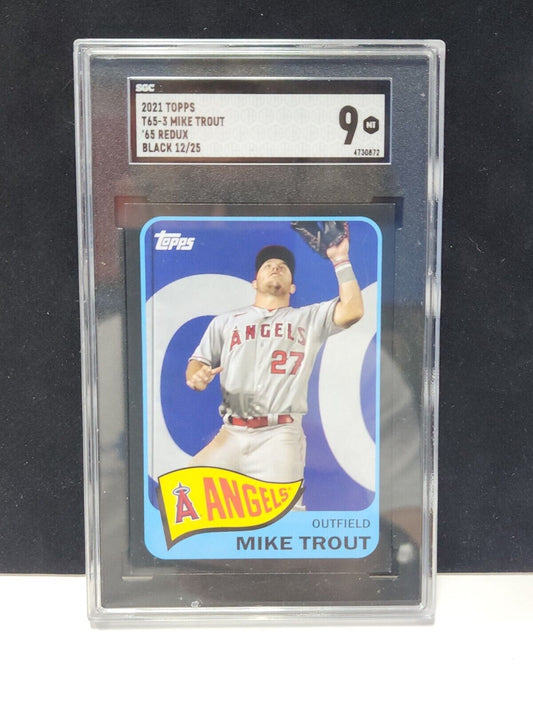 SGC
2021 TOPPS
T65-3 MIKE TROUT
'65 REDUX
BLACK 12/25
9 MT
4730872
Topps
ANGELS
27
A ANGELS
OUTFIELD
MIKE TROUT